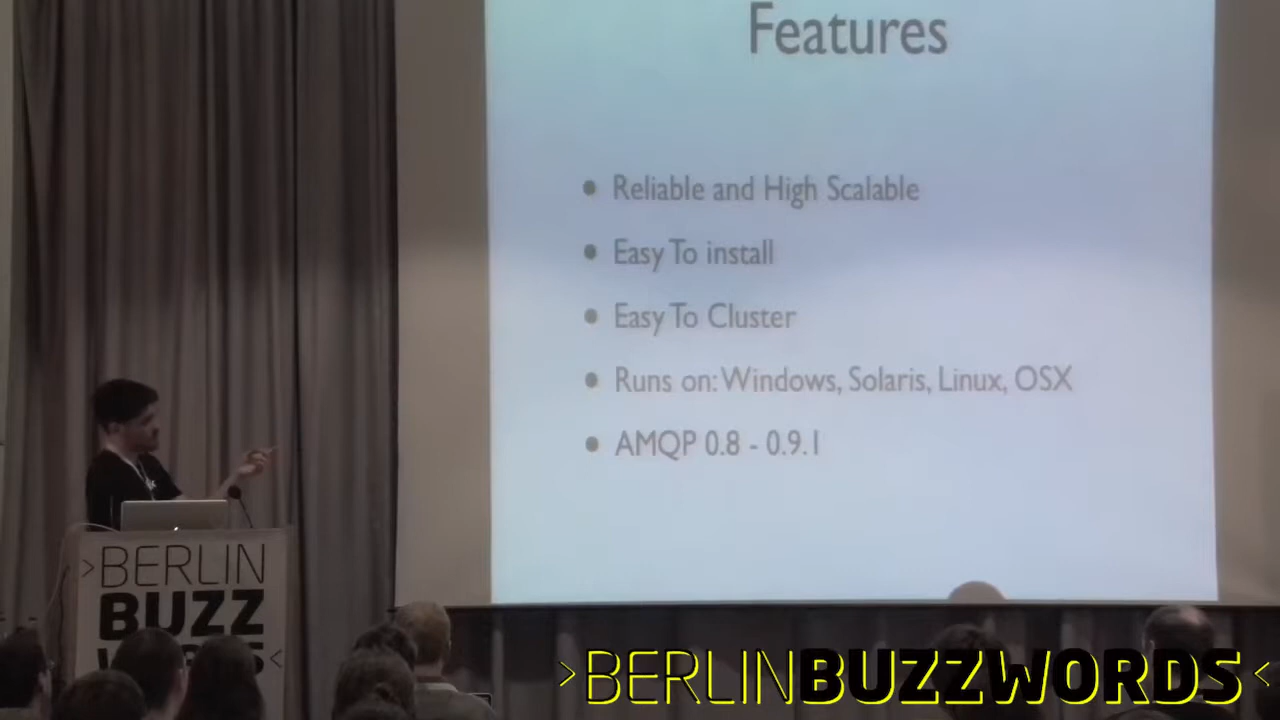 Features
• Reliable and High Scalable
• Easy To install
• Easy To Cluster
• Runs on: Windows, Solaris, Linux, OSX
• AMQP 0.8 - 0.9.1
>BERLIN
BUZZ
WORDS<
>BERLINBUZZWORDS<